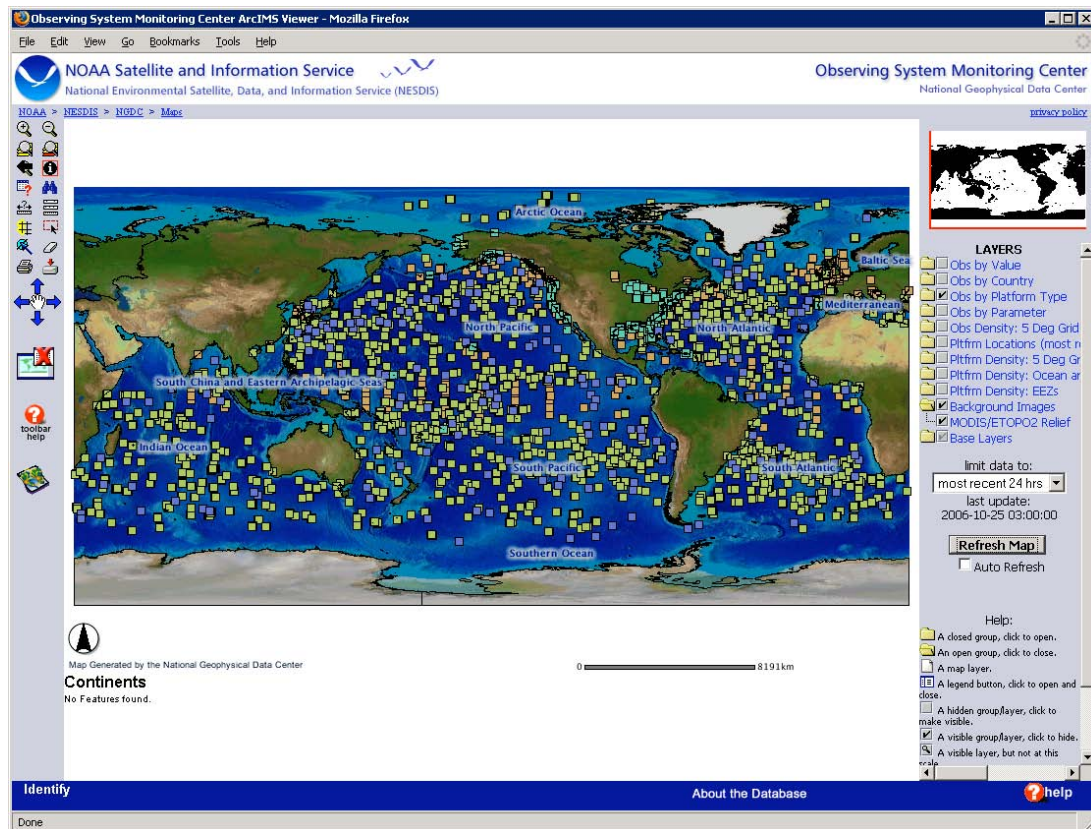 Observing System Monitoring Center ArcIMS Viewer - Mozilla Firefox
File Edit View Go Bookmarks Tools Help
NOAA Satellite and Information Service
National Environmental Satellite, Data, and Information Service (NESDIS)
Observing System Monitoring Center
National Geophysical Data Center
NOAA > NESDIS > NGDC > Maps
privacy policy
Arctic Ocean
Baltic Sea
Mediterranean
North Pacific
North Atlantic
South China and Eastern Archipelagic Seas
Indian Ocean
South Pacific
South Atlantic
Southern Ocean
toolbar
help
Map Generated by the National Geophysical Data Center
0
8191km
Continents
No Features found.
LAYERS
Obs by Value
Obs by Country
Obs by Platform Type
Obs by Parameter
Obs Density: 5 Deg Grid
Pltfrm Locations (most r
Pltfrm Density: 5 Deg Gr
Pltfrm Density: Ocean ar
Pltfrm Density: EEZs
Background Images
MODIS/ETOPO2 Relief
Base Layers
limit data to:
most recent 24 hrs
last update:
2006-10-25 03:00:00
Refresh Map
Auto Refresh
Help:
A closed group, click to open.
An open group, click to close.
A map layer.
A legend button, click to open and
close.
A hidden group/layer, click to
make visible.
A visible group/layer, click to hide.
A visible layer, but not at this
scale
Identify
About the Database
help
Done